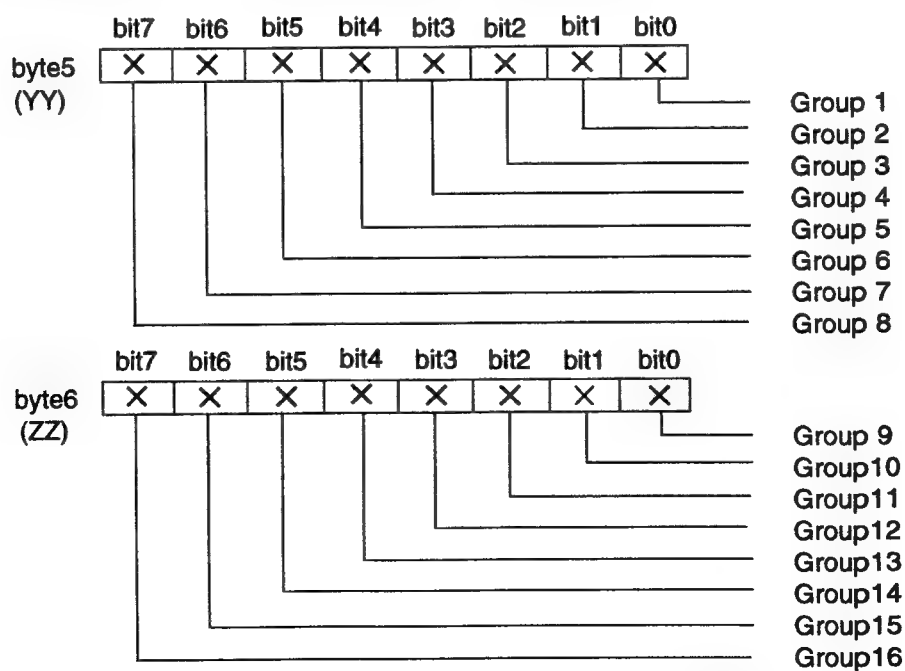 bit7 bit6 bit5 bit4 bit3 bit2 bit1 bit0
byte5 X X X X X X X X
(YY)
Group 1
Group 2
Group 3
Group 4
Group 5
Group 6
Group 7
Group 8
bit7 bit6 bit5 bit4 bit3 bit2 bit1 bit0
byte6 X X X X X X X X
(ZZ)
Group 9
Group10
Group11
Group12
Group13
Group14
Group15
Group16